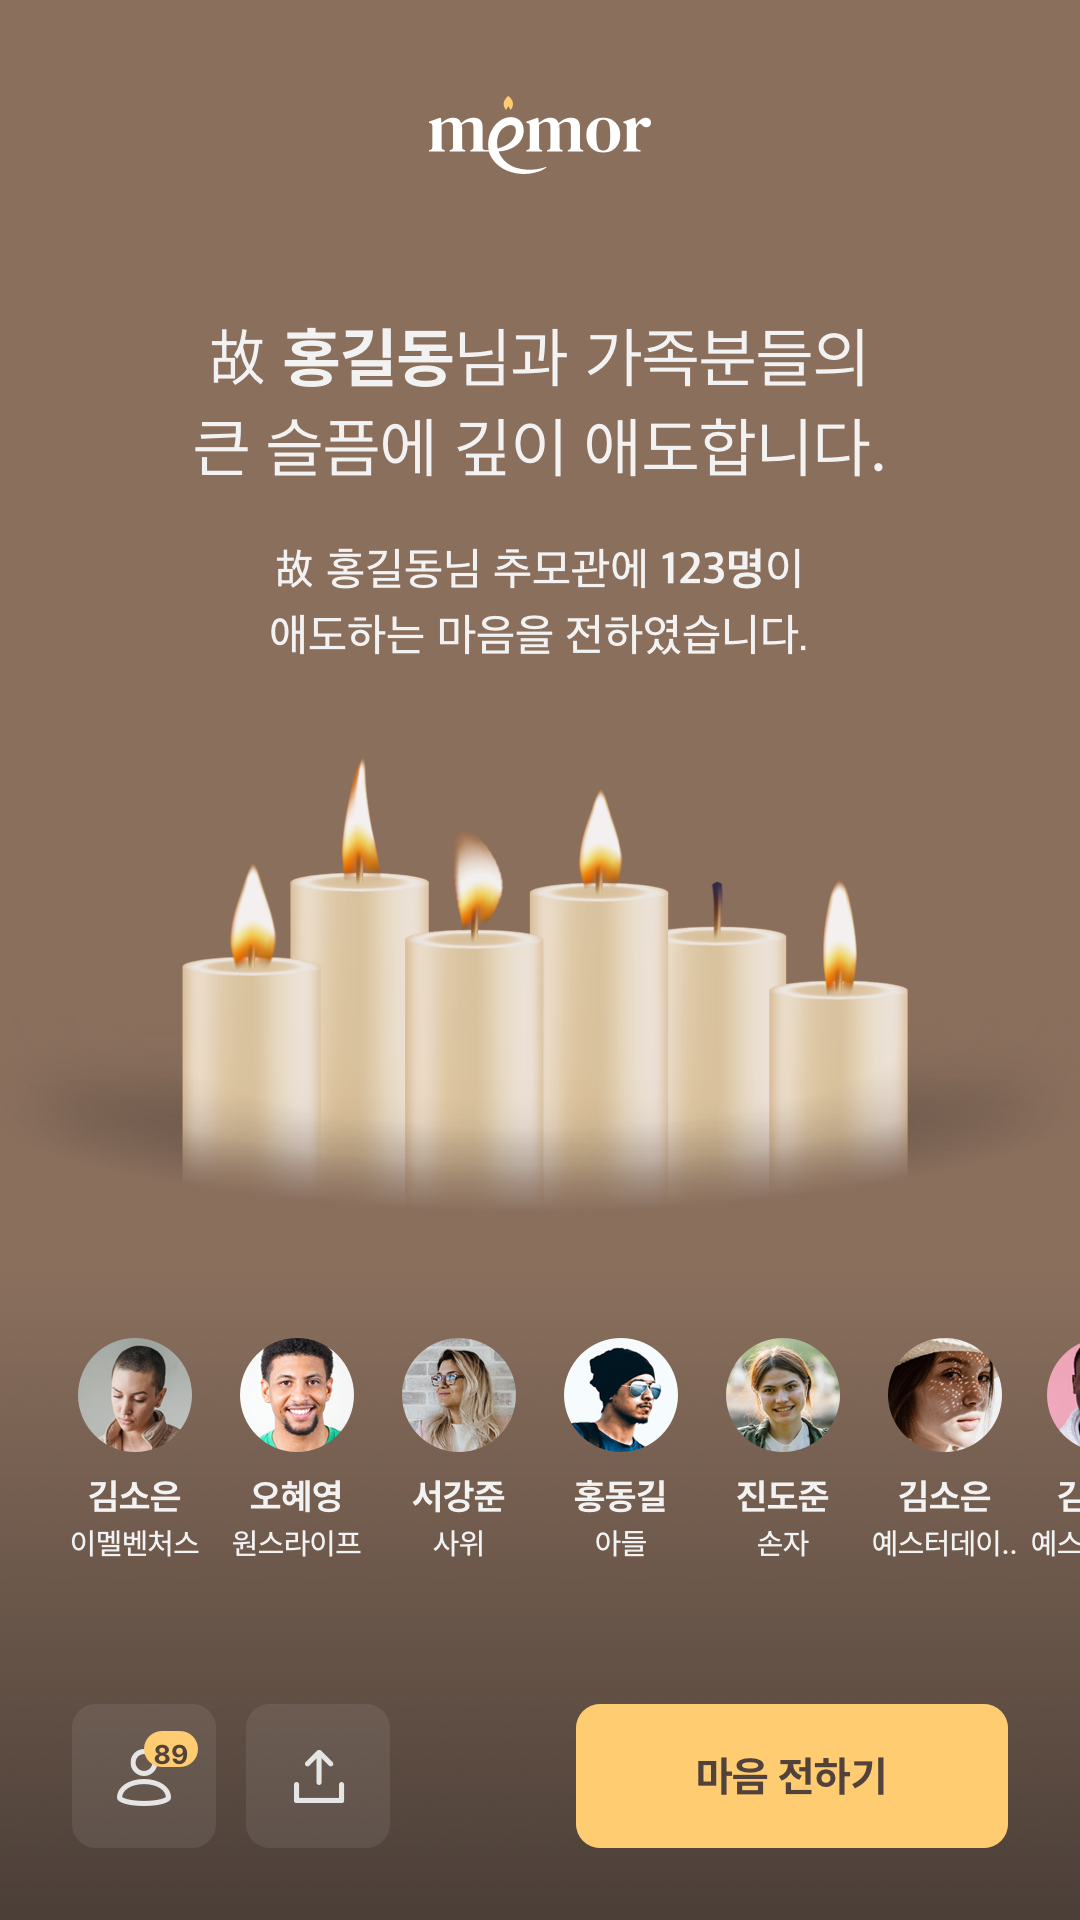 memor
故 홍길동님과 가족분들의
큰 슬픔에 깊이 애도합니다.
故 홍길동님 추모관에 123명이
애도하는 마음을 전하였습니다.
김소은 오혜영 서강준 홍동길 진도준 김소은 김
이멜벤처스 원스라이프 사위 아들 손자 예스터데이.. 예스
89
마음 전하기